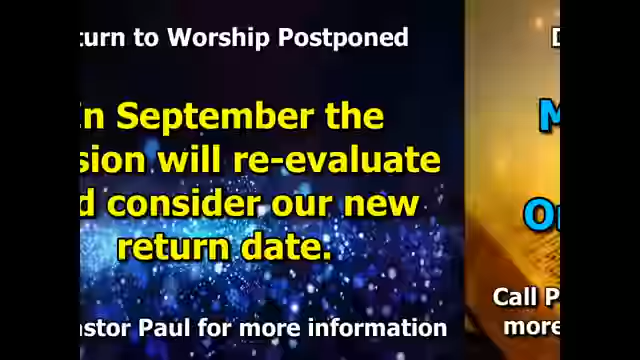 turn to Worship Postponed
In September the
sion will re-evaluate
d consider our new
return date.
astor Paul for more information
Call P
more